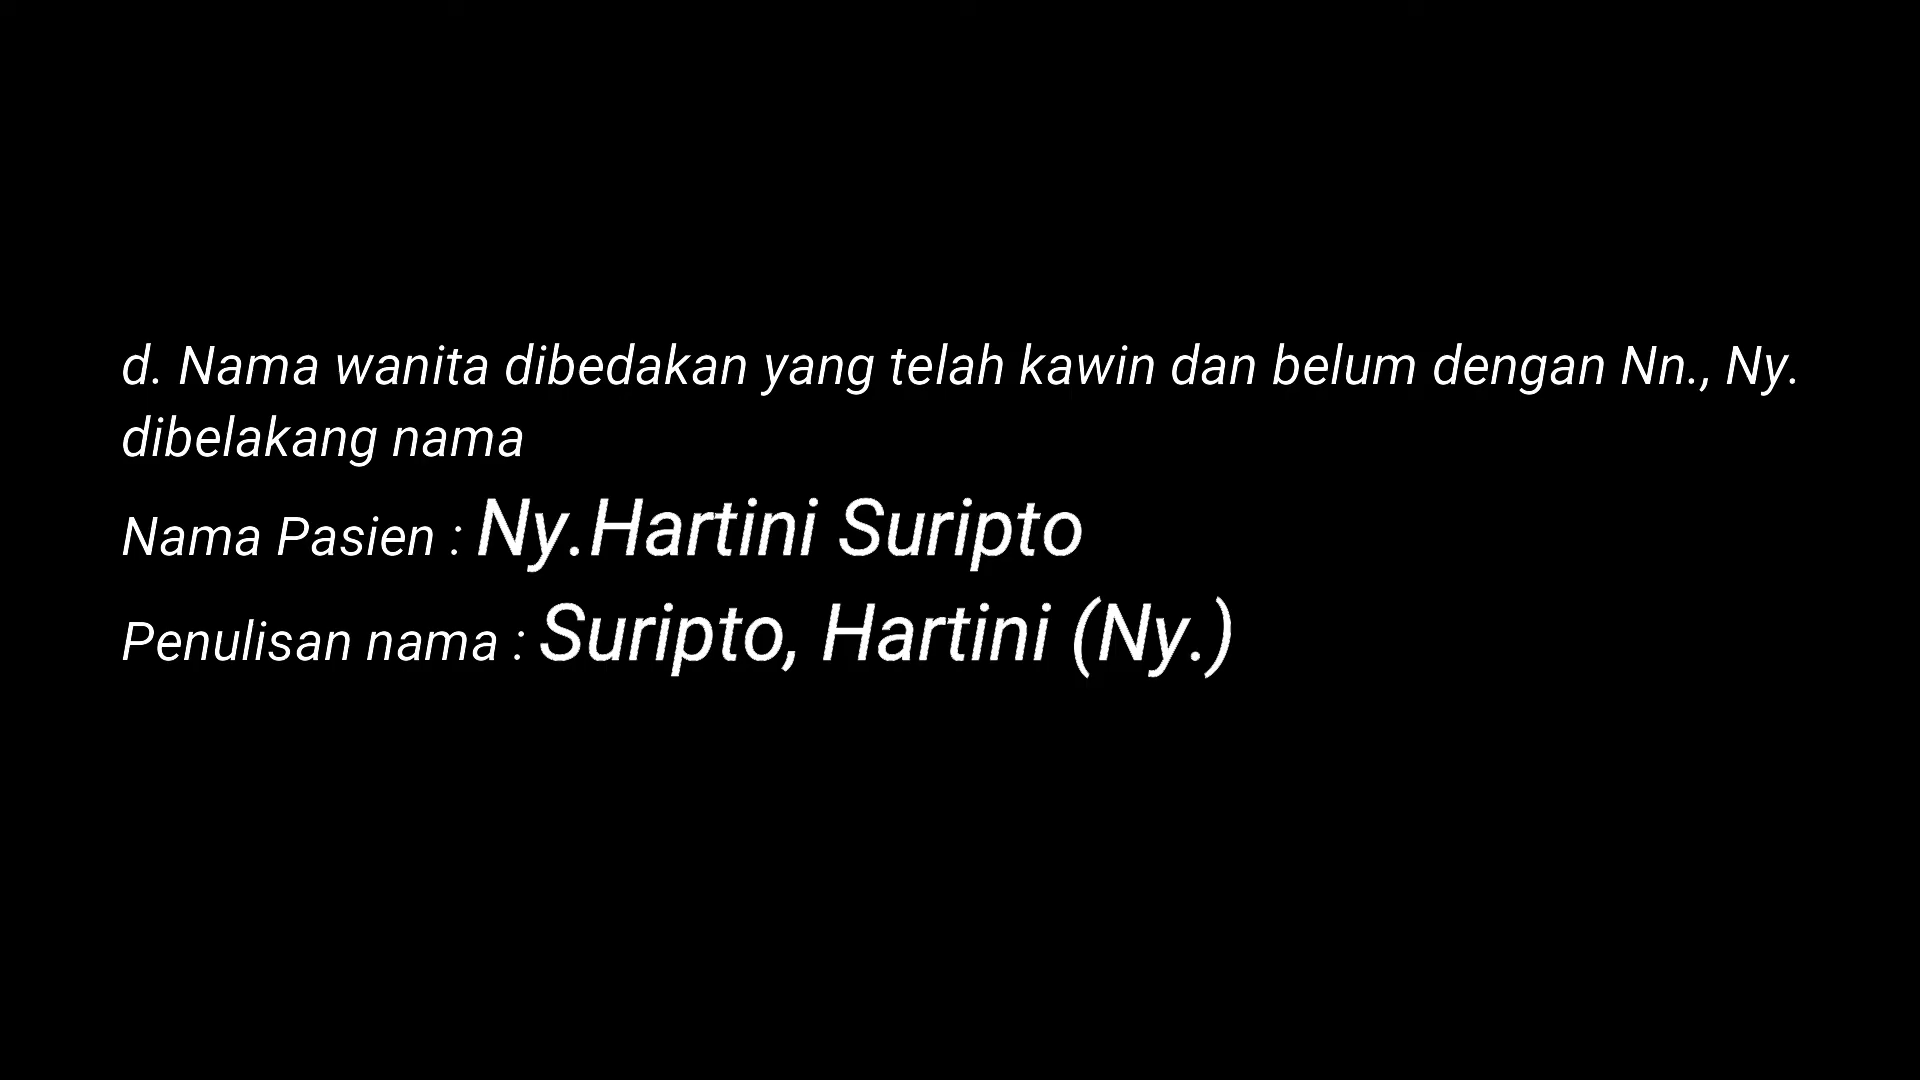 d. Nama wanita dibedakan yang telah kawin dan belum dengan Nn., Ny.
dibelakang nama
Nama Pasien : Ny.Hartini Suripto
Penulisan nama : Suripto, Hartini (Ny.)